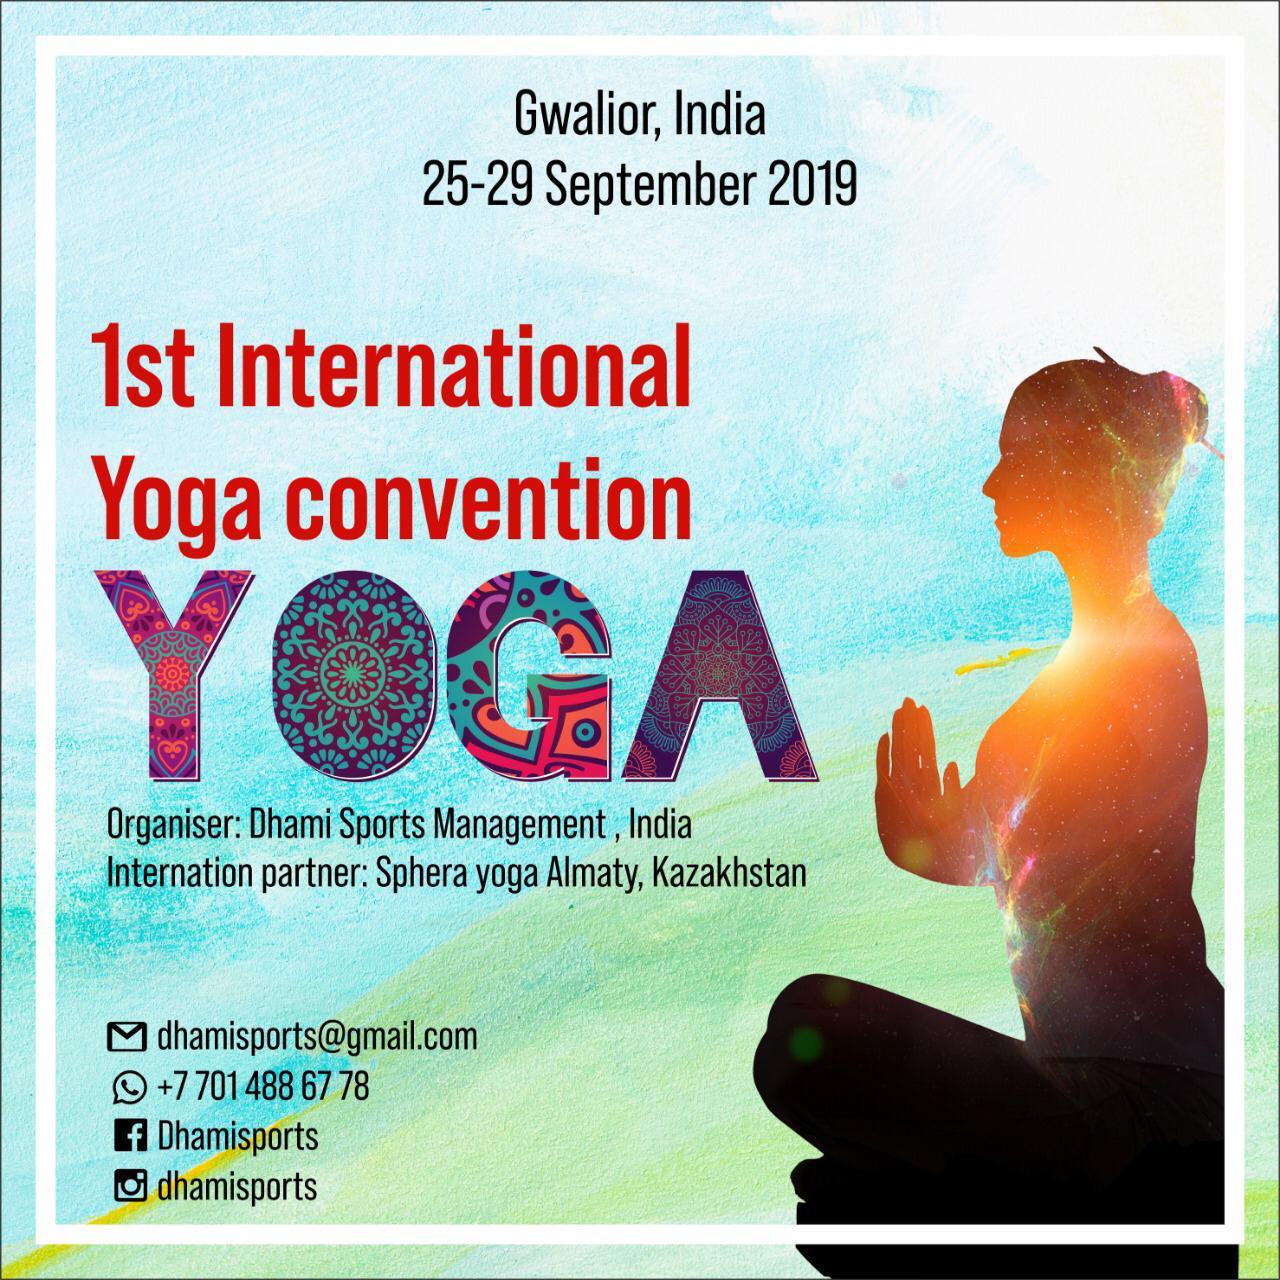 Gwalior, India
25-29 September 2019
1st International
Yoga convention
YOGA
Organiser: Dhami Sports Management , India
Internation partner: Sphera yoga Almaty, Kazakhstan
dhamisports@gmail.com
+7 701 488 67 78
Dhamisports
dhamisports